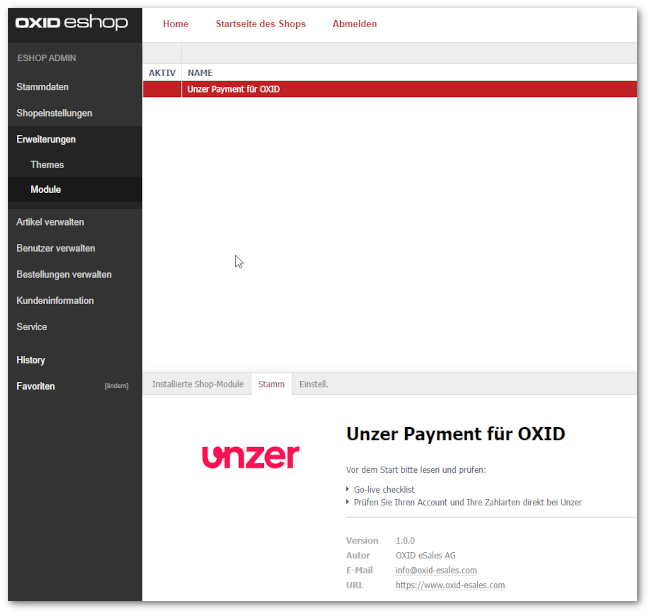 OXID eshop
Home Startseite des Shops Abmelden
ESHOP ADMIN
Stammdaten
Shopeinstellungen
Erweiterungen
Themes
Module
Artikel verwalten
Benutzer verwalten
Bestellungen verwalten
Kundeninformation
Service
History
Favoriten [ändern]
AKTIV NAME
Unzer Payment für OXID
Installierte Shop-Module Stamm Einstell.
unzer
Unzer Payment für OXID
Vor dem Start bitte lesen und prüfen:
Go-live checklist
Prüfen Sie Ihren Account und Ihre Zahlarten direkt bei Unzer
Version 1.0.0
Autor OXID eSales AG
E-Mail info@oxid-esales.com
URL https://www.oxid-esales.com